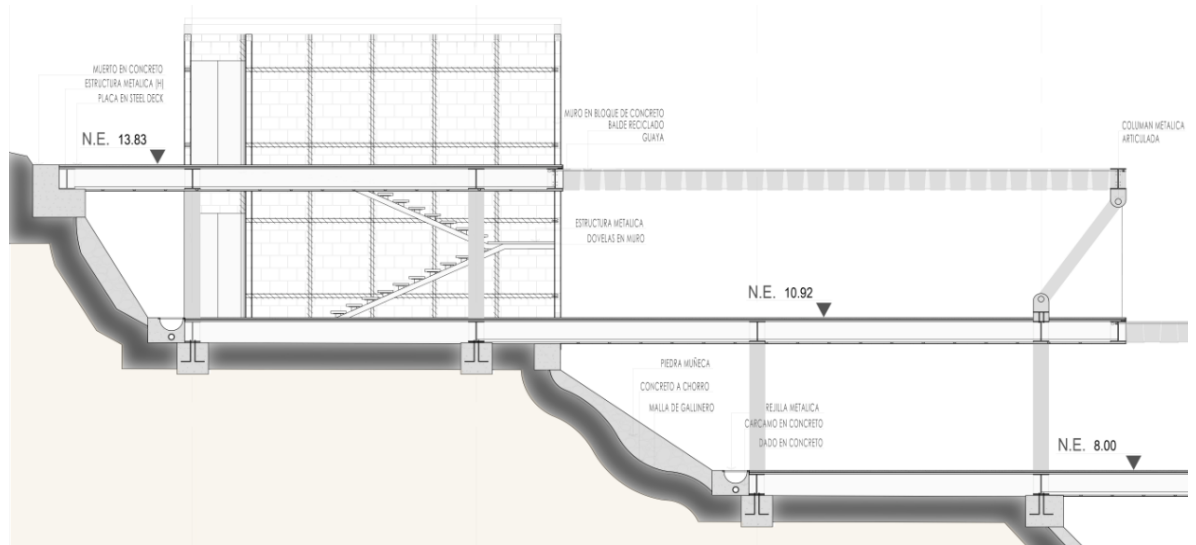 MUERTO EN CONCRETO
ESTRUCTURA METALICA (H)
PLACA EN STEEL DECK
N.E. 13.83
MURO EN BLOQUE DE CONCRETO
BALDE RECICLADO
GUAYA
COLUMAN METALICA
ARTICULADA
ESTRUCTURA METALICA
DOVELAS EN MURO
N.E. 10.92
PIEDRA MUÑECA
CONCRETO A CHORRO
MALLA DE GALLINERO
REJILLA METALICA
CARCAMO EN CONCRETO
DADO EN CONCRETO
N.E. 8.00